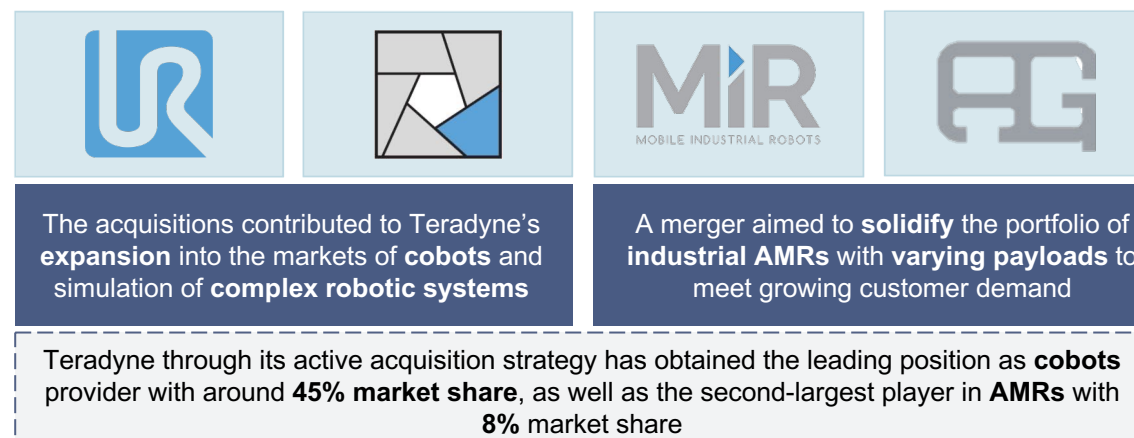 UR
MiR
MOBILE INDUSTRIAL ROBOTS
AG
The acquisitions contributed to Teradyne’s
expansion into the markets of cobots and
simulation of complex robotic systems
A merger aimed to solidify the portfolio of
industrial AMRs with varying payloads to
meet growing customer demand
Teradyne through its active acquisition strategy has obtained the leading position as cobots
provider with around 45% market share, as well as the second-largest player in AMRs with
8% market share